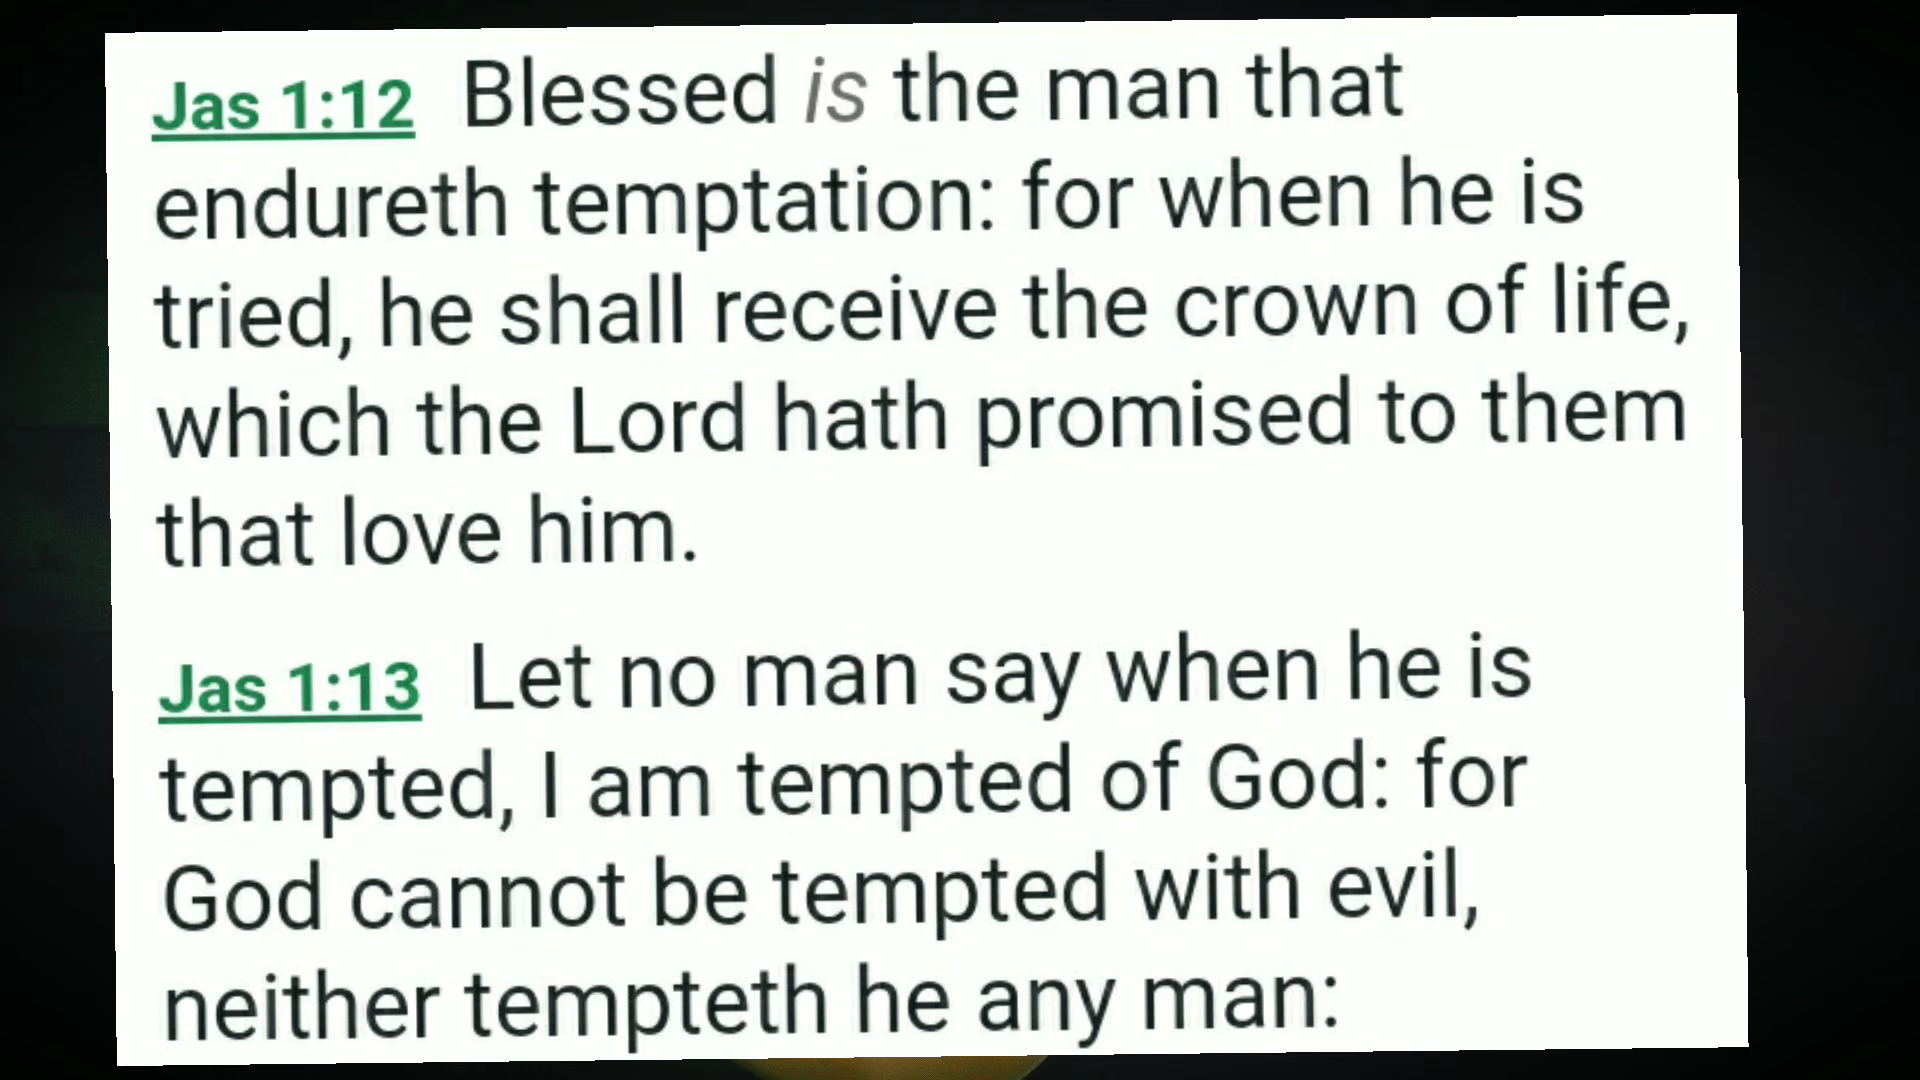 Jas 1:12 Blessed is the man that
endureth temptation: for when he is
tried, he shall receive the crown of life,
which the Lord hath promised to them
that love him.
Jas 1:13 Let no man say when he is
tempted, I am tempted of God: for
God cannot be tempted with evil,
neither tempteth he any man: